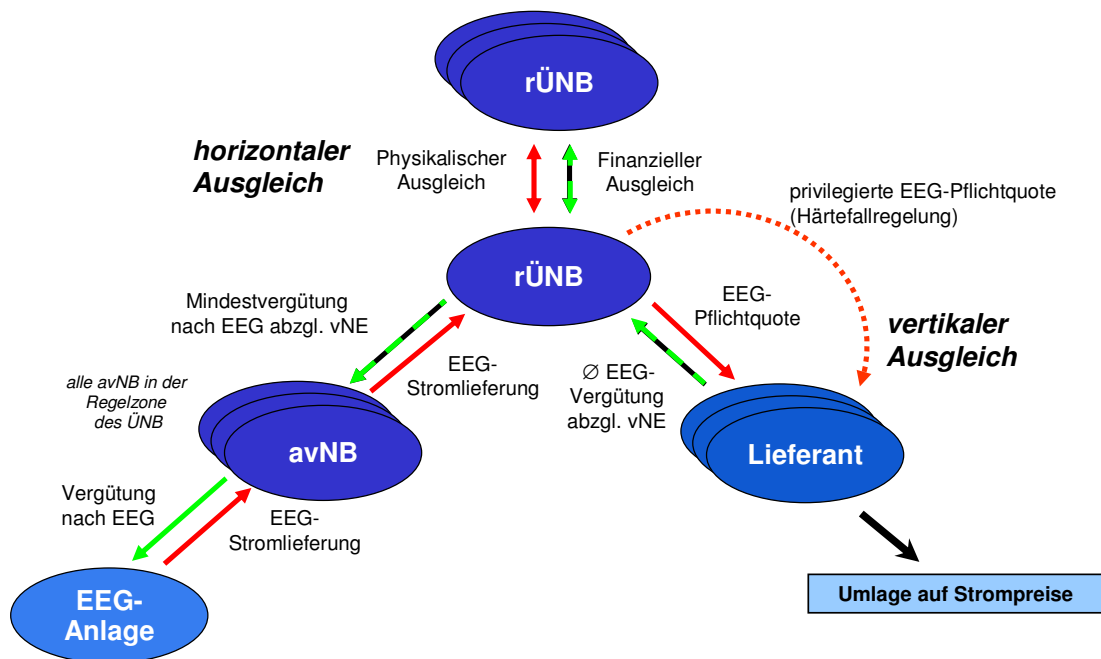 rÜNB
horizontaler
Ausgleich
Physikalischer
Ausgleich
Finanzieller
Ausgleich
privilegierte EEG-Pflichtquote
(Härtefallregelung)
rÜNB
Mindestvergütung
nach EEG abzgl. vNE
EEG-
Pflichtquote
vertikaler
Ausgleich
EEG-
Stromlieferung
∅ EEG-
Vergütung
abzgl. vNE
alle avNB in der
Regelzone
des ÜNB
avNB
Lieferant
Vergütung
nach EEG
EEG-
Stromlieferung
EEG-
Anlage
Umlage auf Strompreise